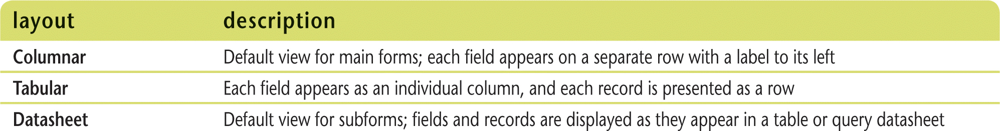 layout description
Columnar Default view for main forms; each field appears on a separate row with a label to its left
Tabular Each field appears as an individual column, and each record is presented as a row
Datasheet Default view for subforms; fields and records are displayed as they appear in a table or query datasheet